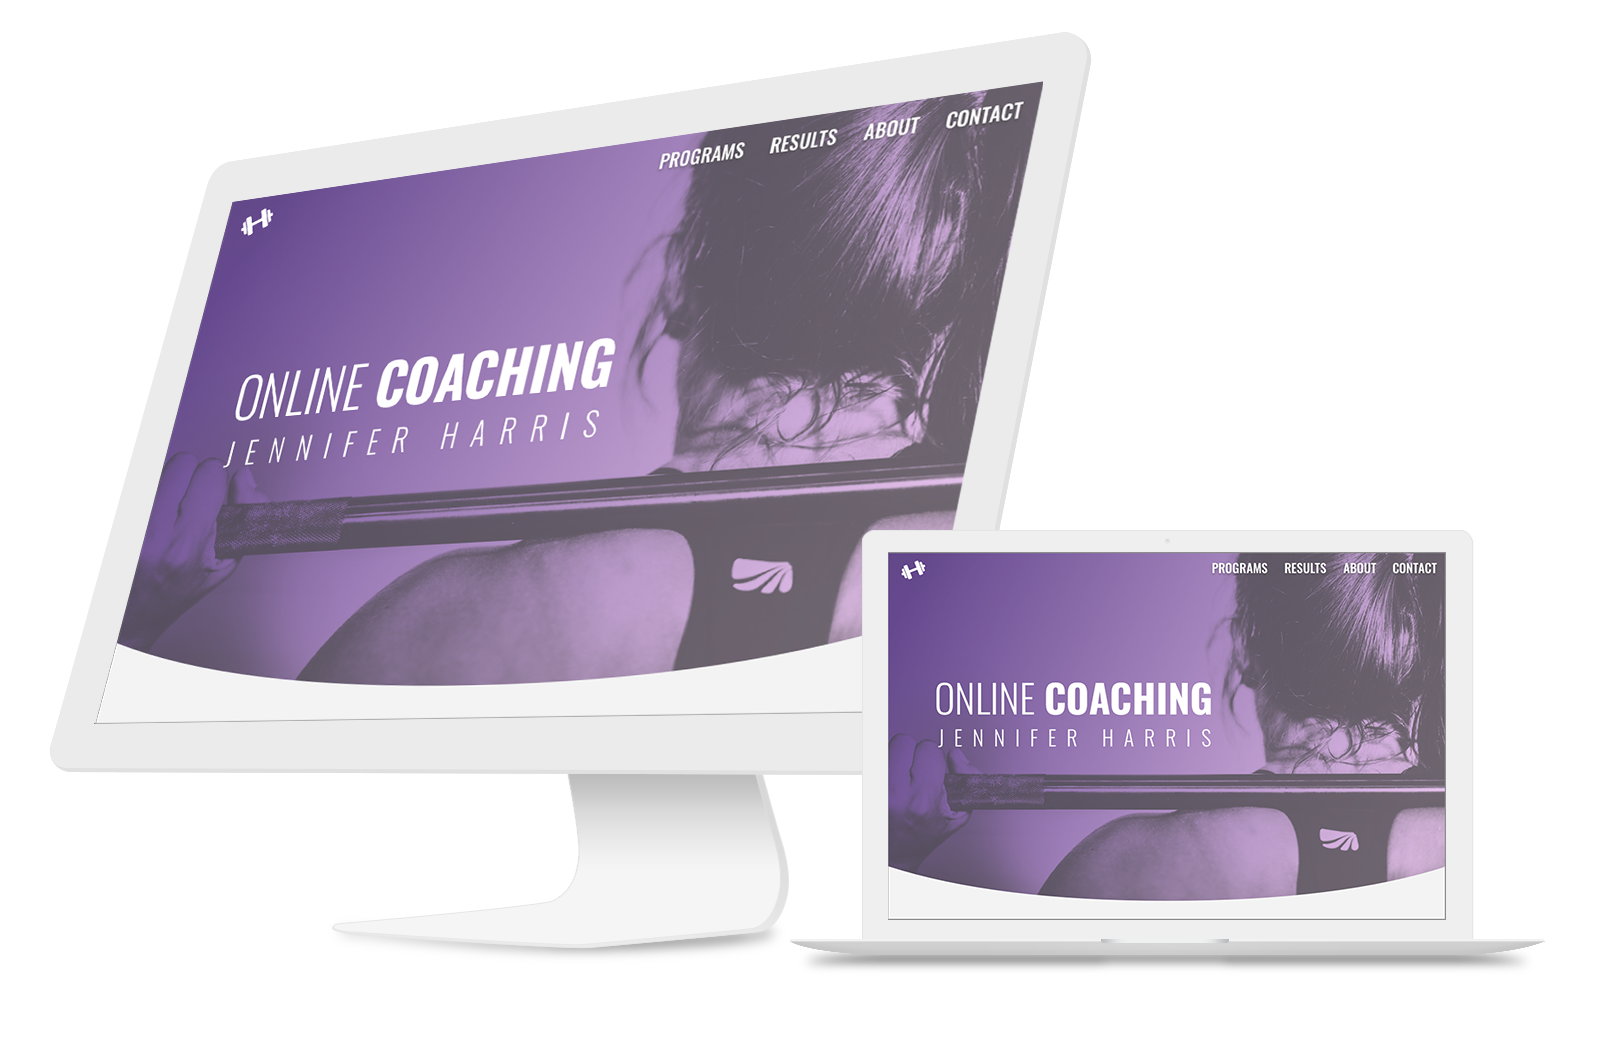 PROGRAMS RESULTS ABOUT CONTACT
ONLINE COACHING
JENNIFER HARRIS
PROGRAMS RESULTS ABOUT CONTACT
ONLINE COACHING
JENNIFER HARRIS